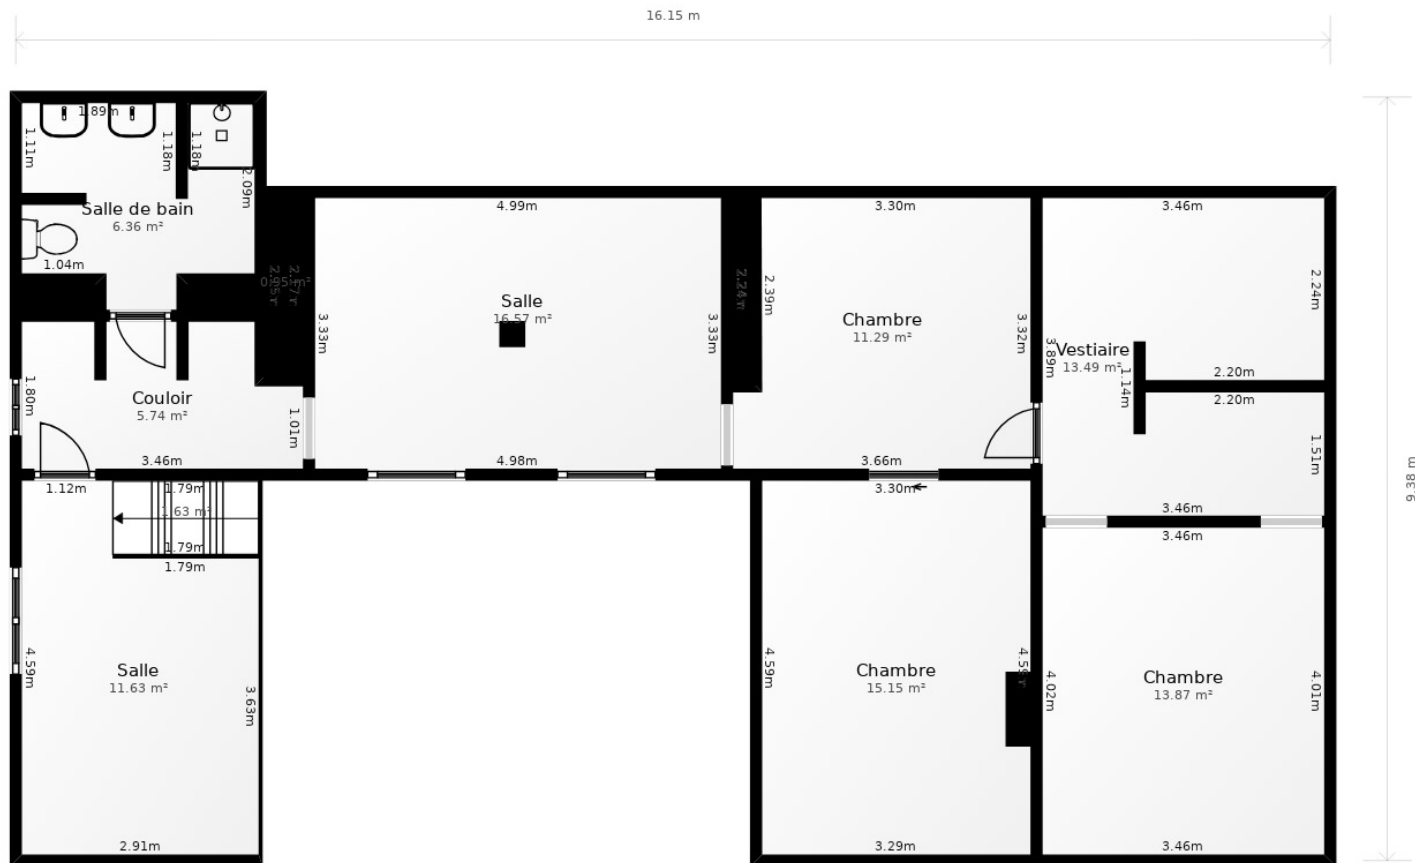 16.15 m
1.89m
1.11m
1.18m
1.18m
2.09m
Salle de bain
6.36 m²
1.04m
4.99m
3.30m
3.46m
2.24m
2.39m
2.24m
Salle
16.57 m²
3.33m
3.33m
Chambre
11.29 m²
3.32m
3.89m
Vestiaire
13.49 m²
1.14m
2.20m
2.20m
1.80m
Couloir
5.74 m²
1.01m
3.46m
4.98m
3.66m
1.51m
9.38 m
1.12m
1.79m
1.63 m²
1.79m
1.79m
3.30m
3.46m
3.46m
Salle
11.63 m²
4.59m
3.63m
Chambre
15.15 m²
4.59m
4.02m
Chambre
13.87 m²
4.01m
2.91m
3.29m
3.46m